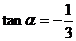 tan α = −1/3